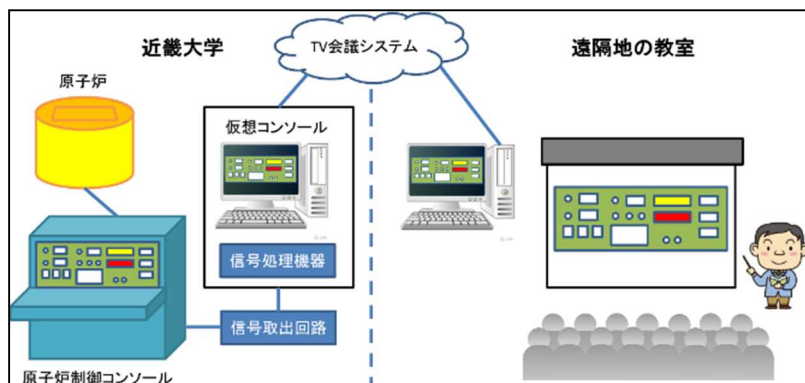 近畿大学
TV会議システム
遠隔地の教室
原子炉
仮想コンソール
信号処理機器
信号取出回路
原子炉制御コンソール